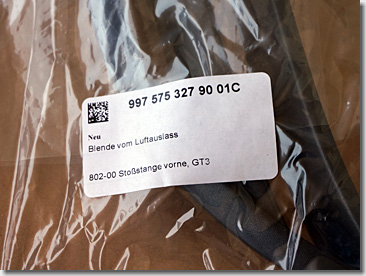 997 575 327 90 01C
Neu
Blende vom Luftauslass
802-00 Stoßstange vorne, GT3